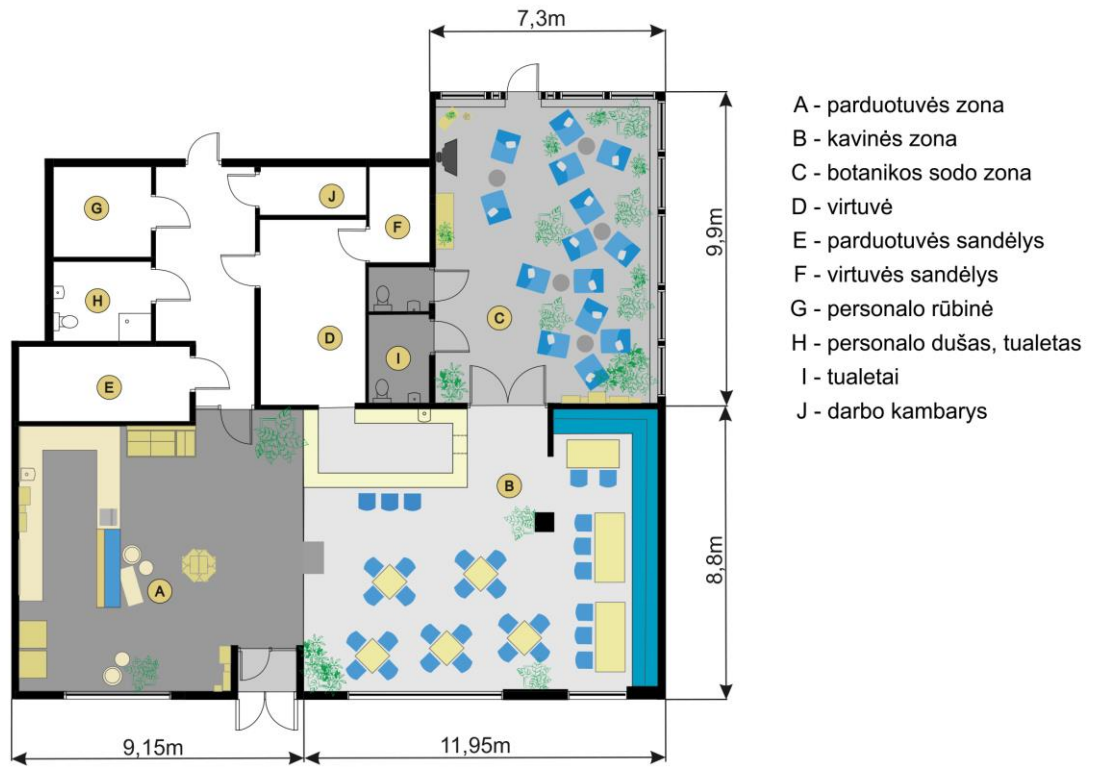 7,3m
A - parduotuvės zona
B - kavinės zona
C - botanikos sodo zona
D - virtuvė
E - parduotuvės sandėlys
F - virtuvės sandėlys
G - personalo rūbinė
H - personalo dušas, tualetas
I - tualetai
J - darbo kambarys
G
J
F
9,9m
H
C
D
I
E
B
8,8m
A
9,15m
11,95m